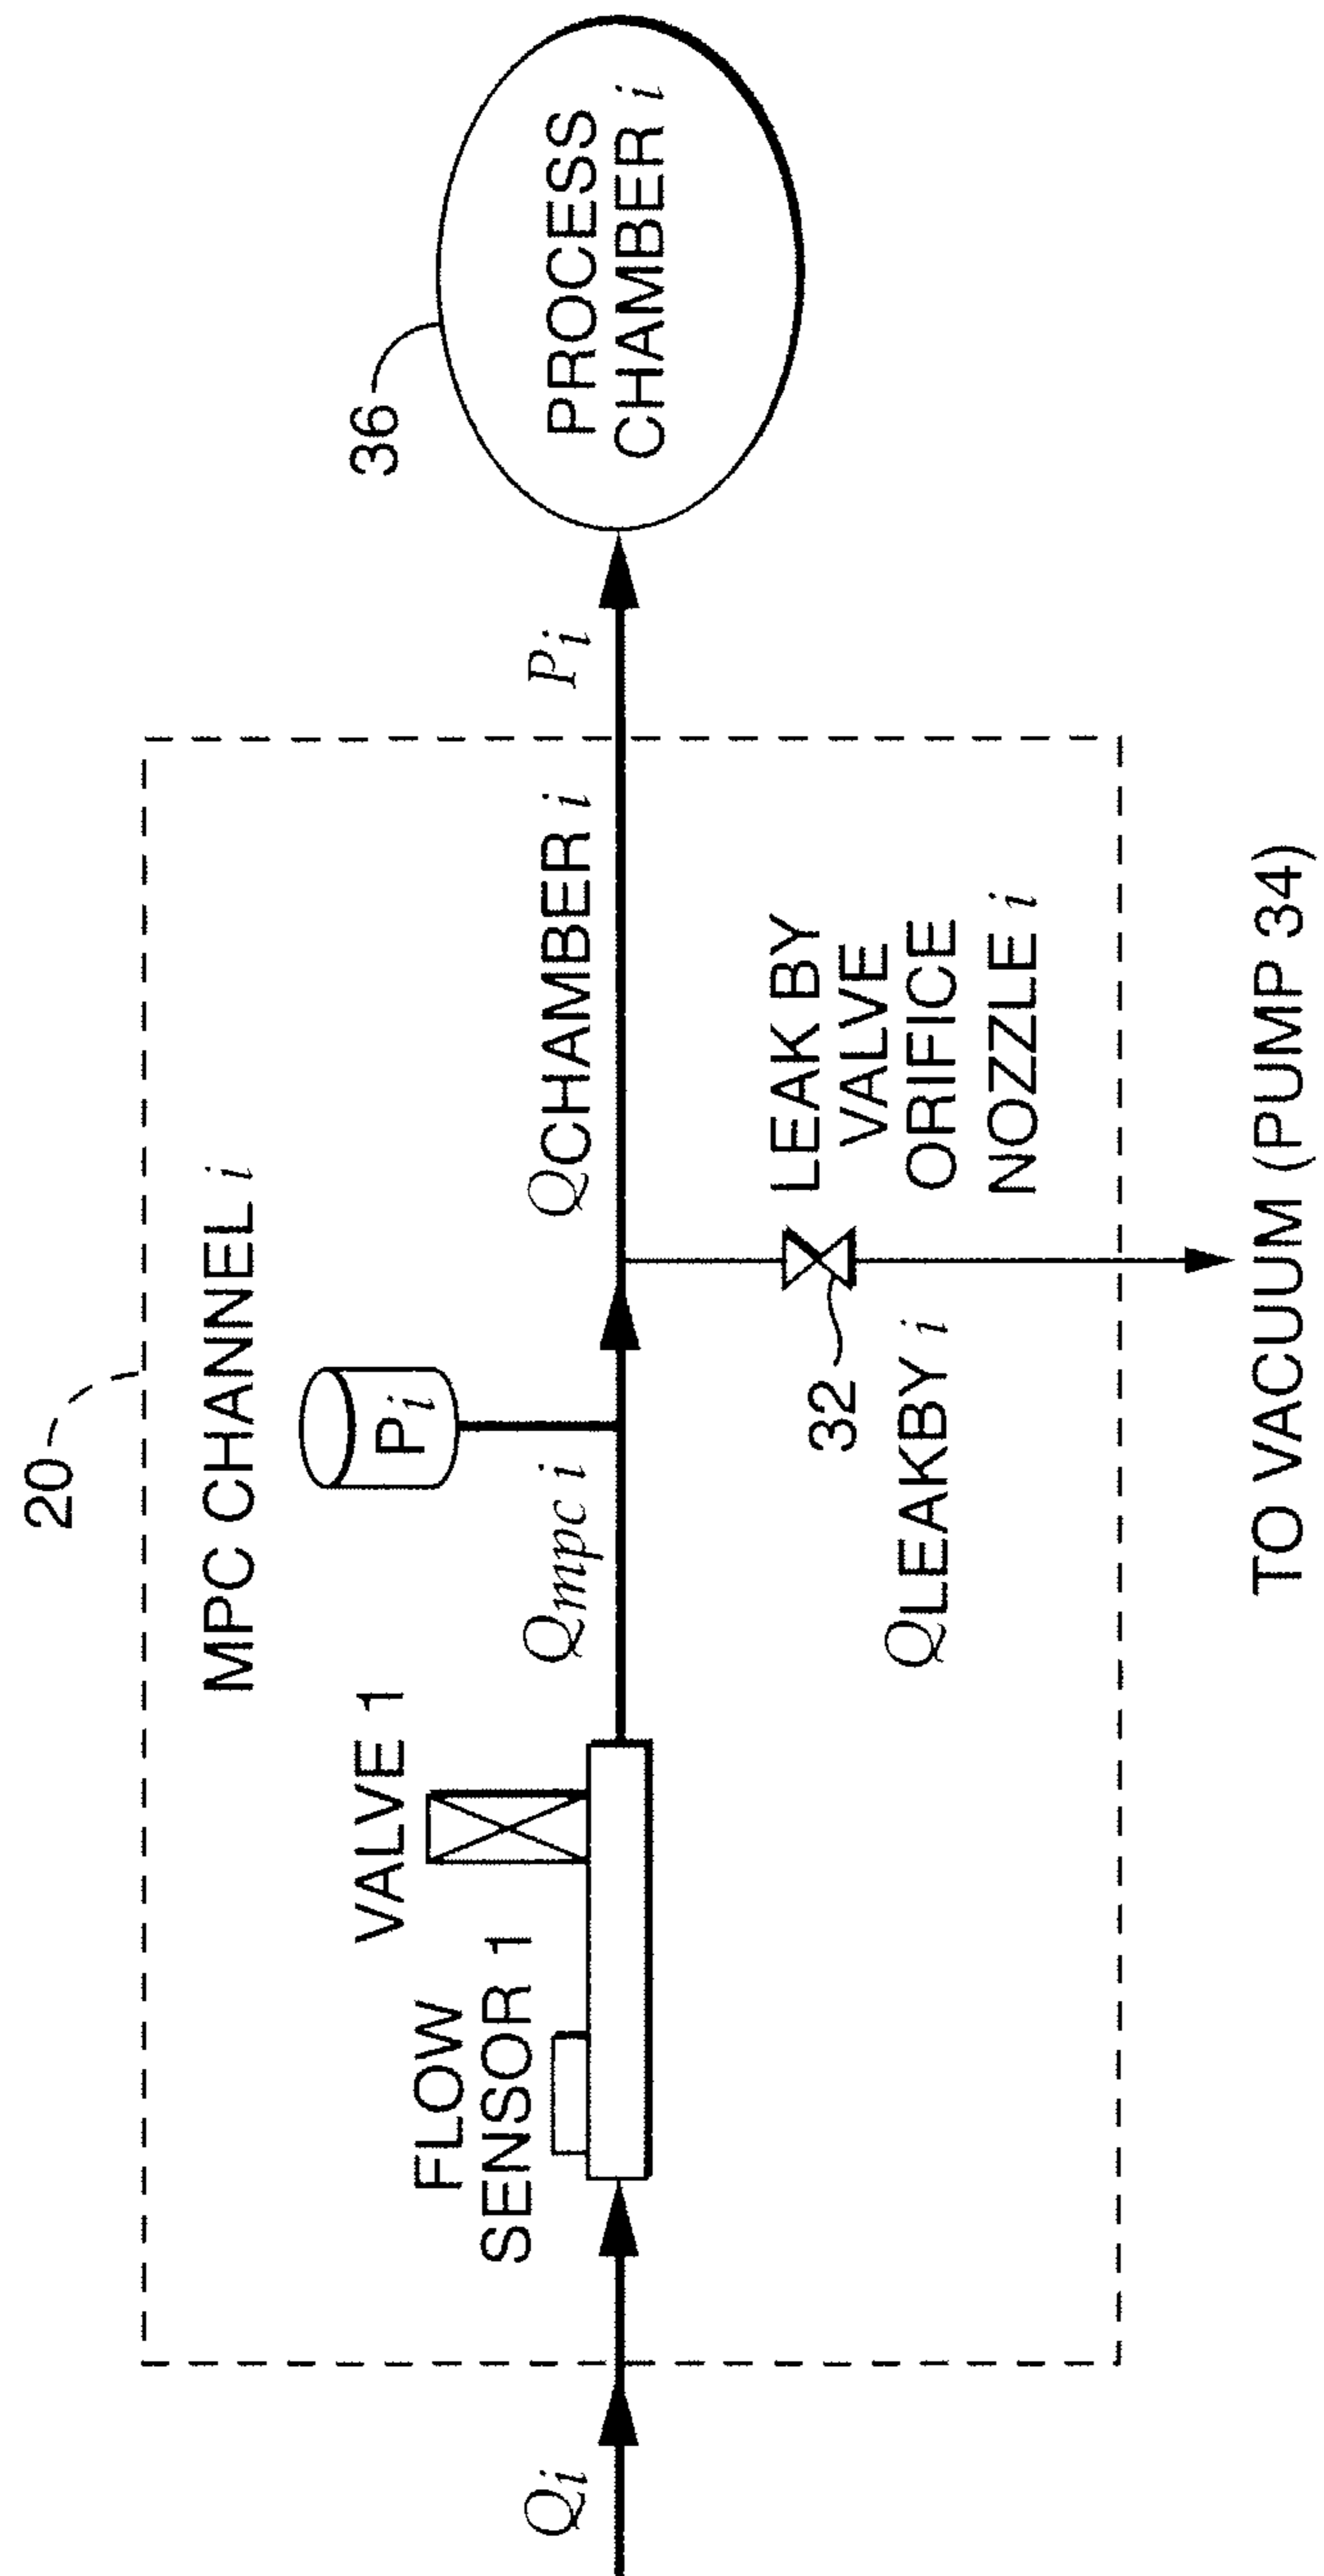 20
MPC CHANNEL i
VALVE 1
FLOW
SENSOR 1
Pi
36
Qi
Qmpc i
QCHAMBER i
Pi
PROCESS
CHAMBER i
32
LEAK BY
VALVE
ORIFICE
NOZZLE i
QLEAKBY i
TO VACUUM (PUMP 34)